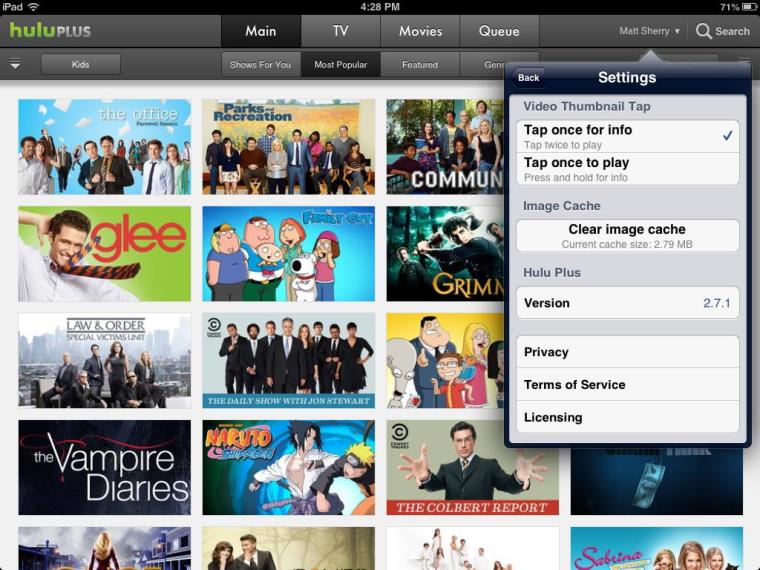 iPad
4:28 PM
71%
huluPLUS
Main
TV
Movies
Queue
Matt Sherry
Search
Kids
Shows For You
Most Popular
Featured
Back
Settings
Video Thumbnail Tap
Tap once for info
Tap twice to play
Tap once to play
Press and hold for info
Image Cache
Clear image cache
Current cache size: 2.79 MB
Hulu Plus
Version
2.7.1
Privacy
Terms of Service
Licensing
the office
Farewell Season
Parks and
Recreation
COMMUN
glee
FAMILY GUY
GRIMM
LAW & ORDER
SPECIAL VICTIMS UNIT
COMEDY CENTRAL
THE DAILY SHOW WITH JON STEWART
the Vampire
Diaries
NARUTO
SHIPPUDEN
COMEDY CENTRAL
THE COLBERT REPORT
Sabrina